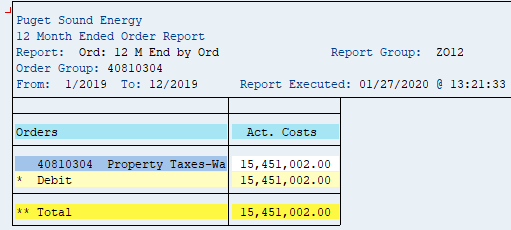 Puget Sound Energy
12 Month Ended Order Report
Report: Ord: 12 M End by Ord Report Group: ZO12
Order Group: 40810304
From: 1/2019 To: 12/2019 Report Executed: 01/27/2020 @ 13:21:33
Orders Act. Costs
40810304 Property Taxes-Wa 15,451,002.00
* Debit 15,451,002.00
** Total 15,451,002.00